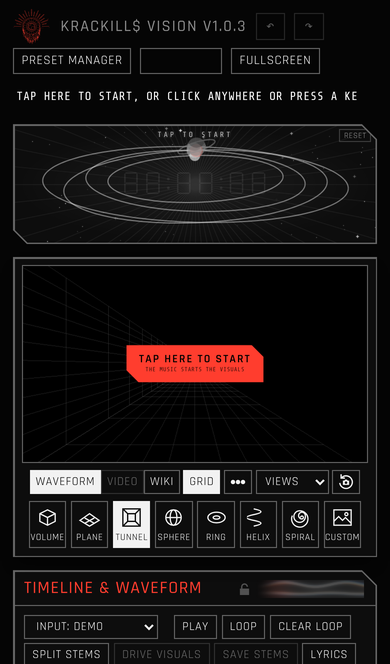 KRACKILL$ VISION V1.0.3
PRESET MANAGER FULLSCREEN
TAP HERE TO START, OR CLICK ANYWHERE OR PRESS A KE
TAP TO START
RESET
TAP HERE TO START
THE MUSIC STARTS THE VISUALS
WAVEFORM VIDEO WIKI GRID ••• VIEWS
VOLUME PLANE TUNNEL SPHERE RING HELIX SPIRAL CUSTOM
TIMELINE & WAVEFORM
INPUT: DEMO PLAY LOOP CLEAR LOOP
SPLIT STEMS DRIVE VISUALS SAVE STEMS LYRICS